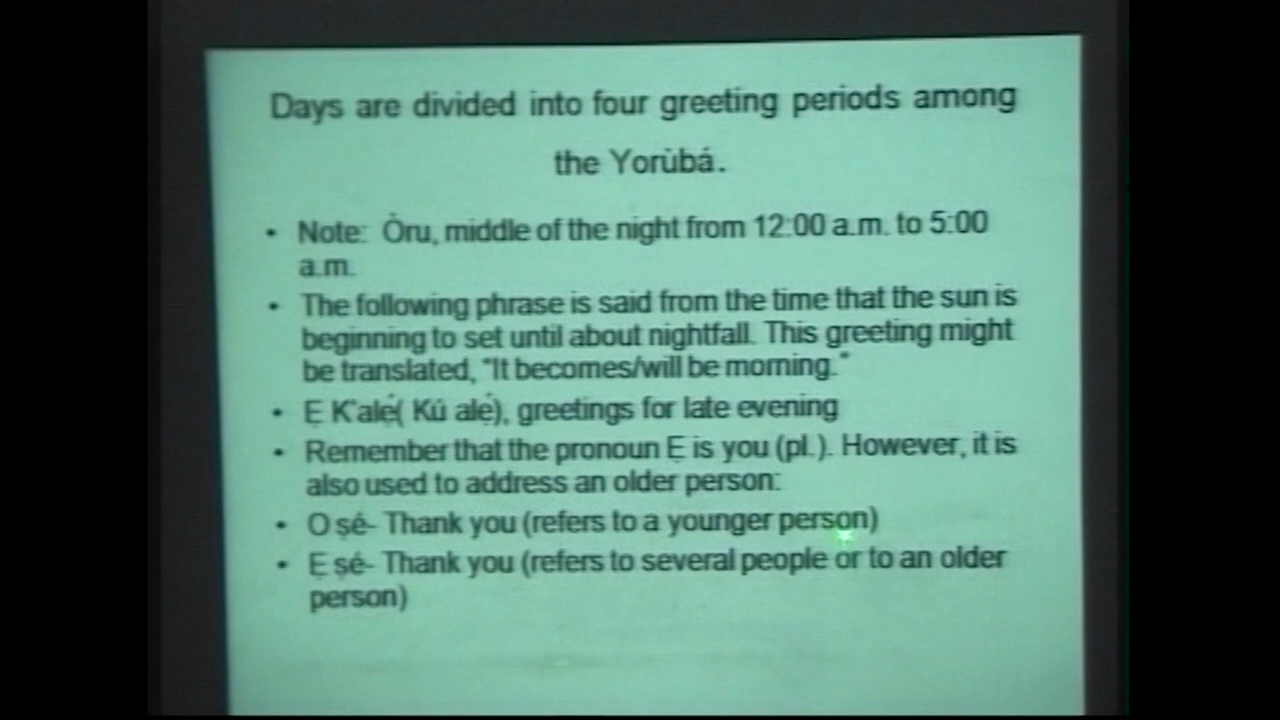 Days are divided into four greeting periods among
the Yorùbá.
• Note: Òru, middle of the night from 12:00 a.m. to 5:00
a.m.
• The following phrase is said from the time that the sun is
beginning to set until about nightfall. This greeting might
be translated, "It becomes/will be morning."
• Ẹ K'alẹ́( Kú alẹ́), greetings for late evening
• Remember that the pronoun Ẹ is you (pl.). However, it is
also used to address an older person:
• O ṣé- Thank you (refers to a younger person)
• Ẹ ṣé- Thank you (refers to several people or to an older
person)